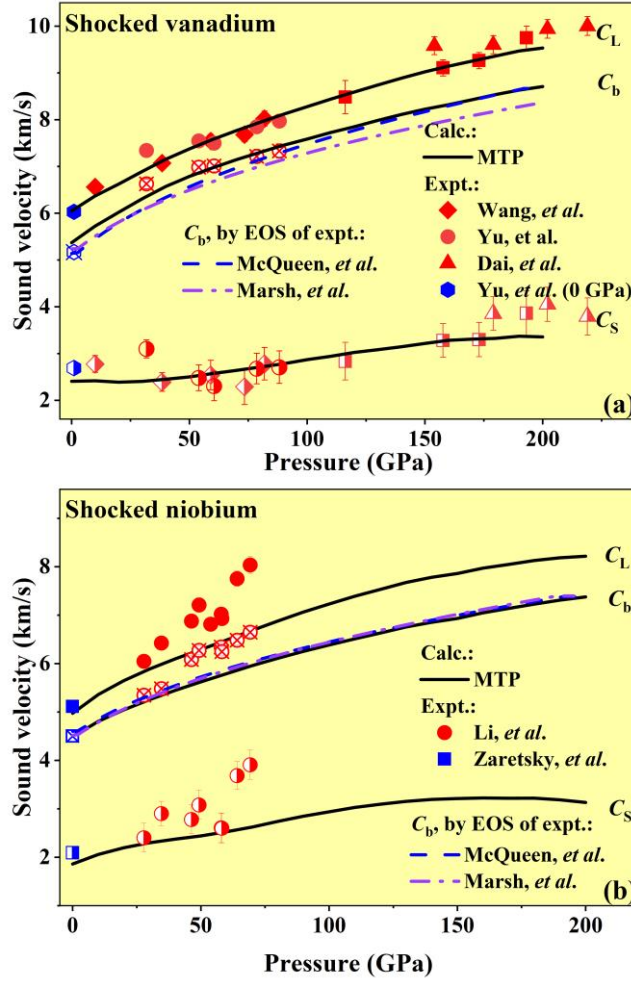 Shocked vanadium
10
8
6
4
2
Sound velocity (km/s)
C_L
C_b
C_S
Calc.:
MTP
Expt.:
Wang, et al.
Yu, et al.
Dai, et al.
Yu, et al. (0 GPa)
C_b, by EOS of expt.:
McQueen, et al.
Marsh, et al.
(a)
0 50 100 150 200
Pressure (GPa)
Shocked niobium
8
6
4
2
Sound velocity (km/s)
C_L
C_b
C_S
Calc.:
MTP
Expt.:
Li, et al.
Zaretsky, et al.
C_b, by EOS of expt.:
McQueen, et al.
Marsh, et al.
(b)
0 50 100 150 200
Pressure (GPa)